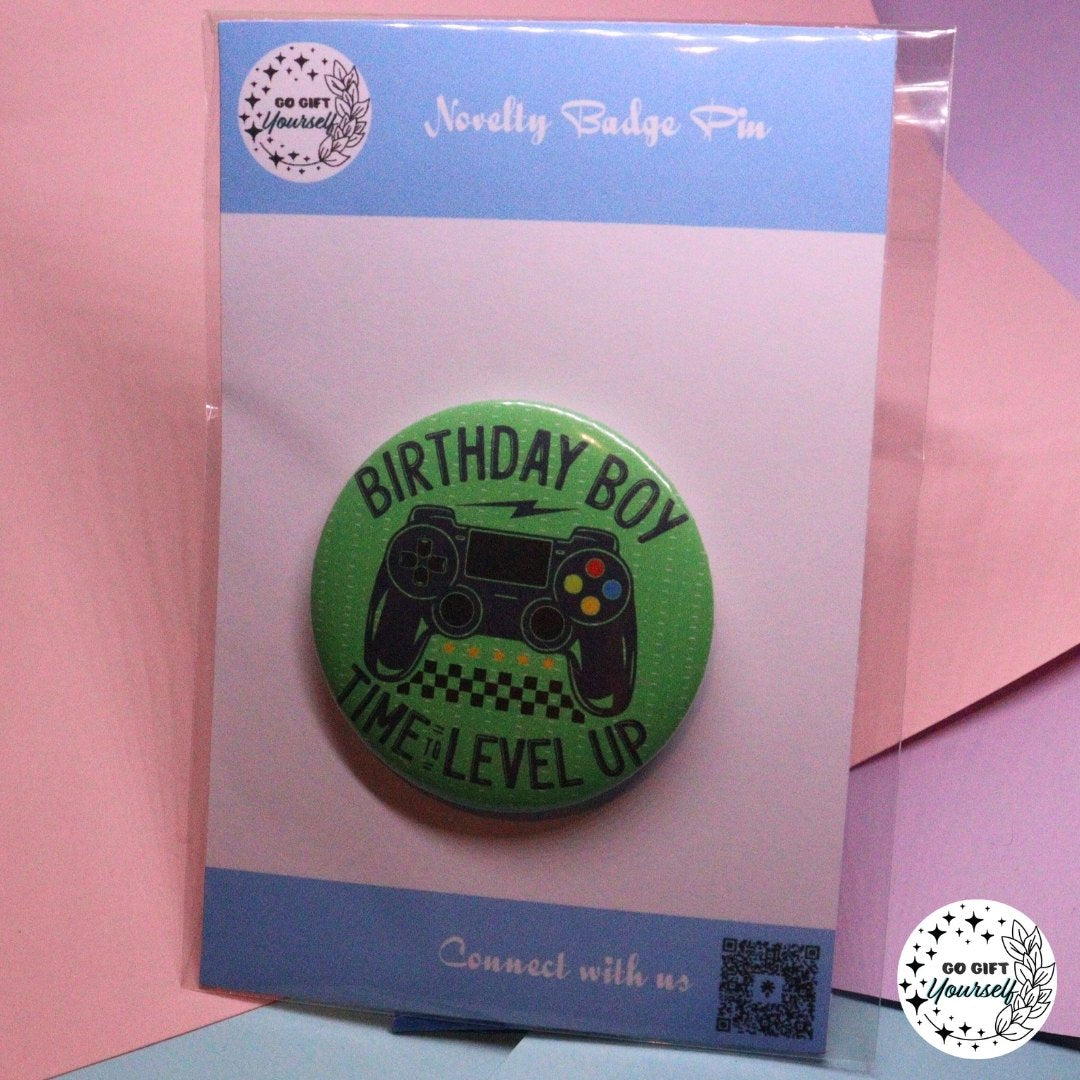 GO GIFT
Yourself
Novelty Badge Pin
BIRTHDAY BOY
TIME TO LEVEL UP
Connect with us
GO GIFT
Yourself